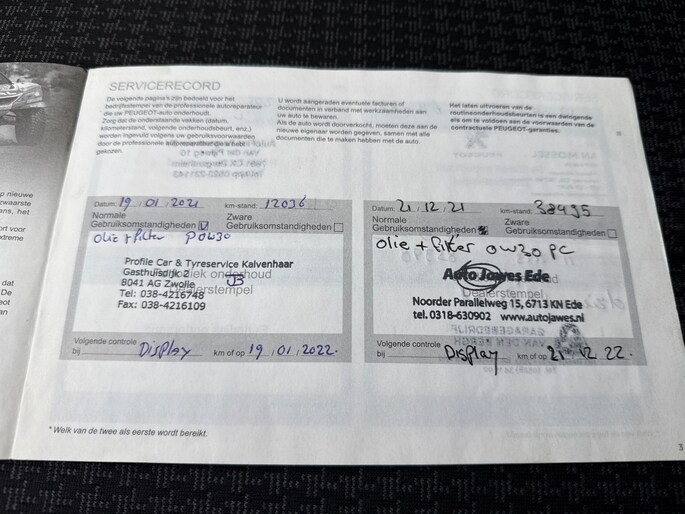 SERVICERECORD
De volgende pagina's zijn bedoeld voor het
bedrijfsstempel van de professionele autoreparateur
die uw PEUGEOT-auto onderhoudt.
Zorg dat de onderstaande vakken (datum,
kilometerstand, volgende onderhoudsbeurt, enz.)
worden ingevuld volgens uw gebruiksvoorwaarden
door de professionele autoreparateur die u hebt
gekozen.
U wordt aangeraden eventuele facturen of
documenten in verband met werkzaamheden aan
uw auto te bewaren.
Als de auto wordt doorverkocht, moeten deze aan de
nieuwe eigenaar worden gegeven, samen met alle
documenten die te maken hebben met de auto.
Het laten uitvoeren van de
routineonderhoudsbeurten is een dwingende
eis om te voldoen aan de voorwaarden van de
contractuele PEUGEOT-garanties.
Datum: 19.01.2021 km-stand: 12036
Normale Zware
Gebruiksomstandigheden Gebruiksomstandigheden
Olie + filter P0W30
Profile Car & Tyreservice Kalvenhaar
Gasthuisdijk 2
8041 AG Zwolle
Tel: 038-4216748
Fax: 038-4216109
Dealerstempel
Volgende controle
bij Display km of op 19.01.2022.
Datum: 21.12.21 km-stand: 38495
Normale Zware
Gebruiksomstandigheden Gebruiksomstandigheden
Olie + filter 0W30 PC
Auto Jawes Ede
Dealerstempel
Noorder Parallelweg 15, 6713 KN Ede
tel. 0318-630902 www.autojawes.nl
Volgende controle
bij Display km of op 21.12.22.
* Welk van de twee als eerste wordt bereikt.
3